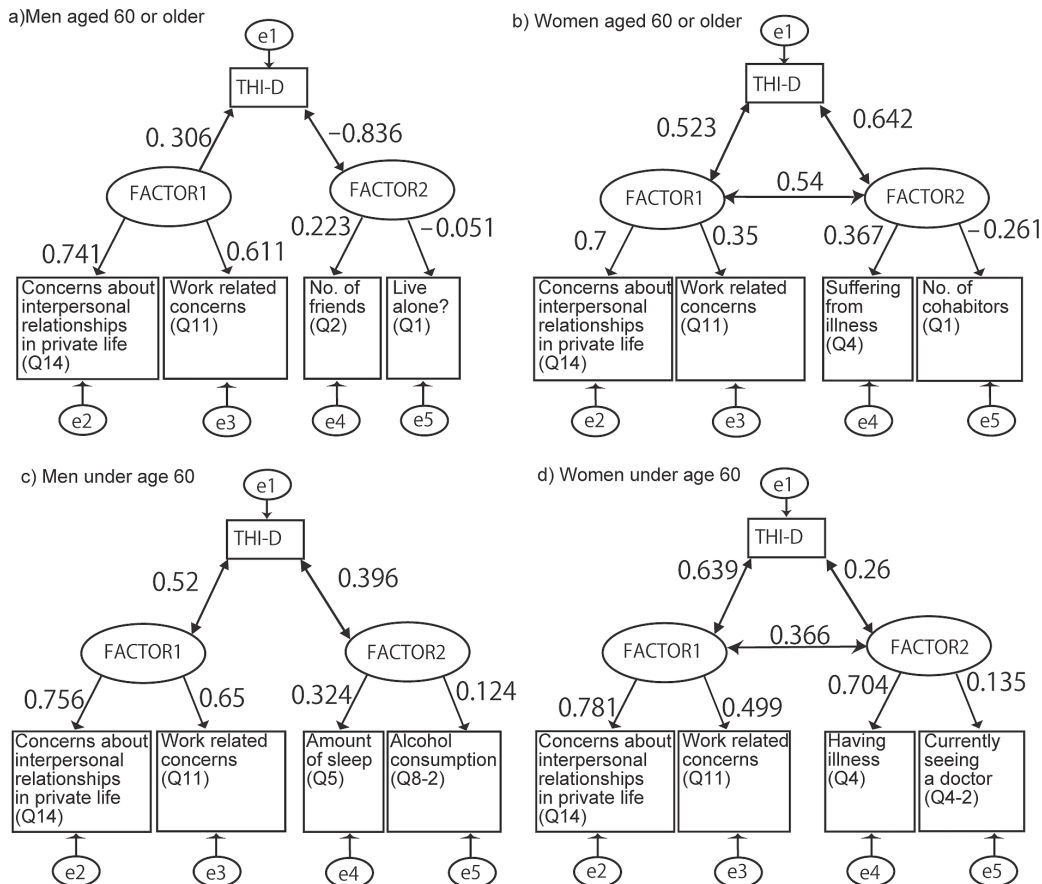 a)Men aged 60 or older
e1
THI-D
0.306
−0.836
FACTOR1
FACTOR2
0.741
0.611
0.223
−0.051
Concerns about
interpersonal
relationships
in private life
(Q14)
Work related
concerns
(Q11)
No. of
friends
(Q2)
Live
alone?
(Q1)
e2
e3
e4
e5
b) Women aged 60 or older
e1
THI-D
0.523
0.642
FACTOR1
0.54
FACTOR2
0.7
0.35
0.367
−0.261
Concerns about
interpersonal
relationships
in private life
(Q14)
Work related
concerns
(Q11)
Suffering
from
illness
(Q4)
No. of
cohabitors
(Q1)
e2
e3
e4
e5
c) Men under age 60
e1
THI-D
0.52
0.396
FACTOR1
FACTOR2
0.756
0.65
0.324
0.124
Concerns about
interpersonal
relationships
in private life
(Q14)
Work related
concerns
(Q11)
Amount
of sleep
(Q5)
Alcohol
consumption
(Q8-2)
e2
e3
e4
e5
d) Women under age 60
e1
THI-D
0.639
0.26
FACTOR1
0.366
FACTOR2
0.781
0.499
0.704
0.135
Concerns about
interpersonal
relationships
in private life
(Q14)
Work related
concerns
(Q11)
Having
illness
(Q4)
Currently
seeing
a doctor
(Q4-2)
e2
e3
e4
e5